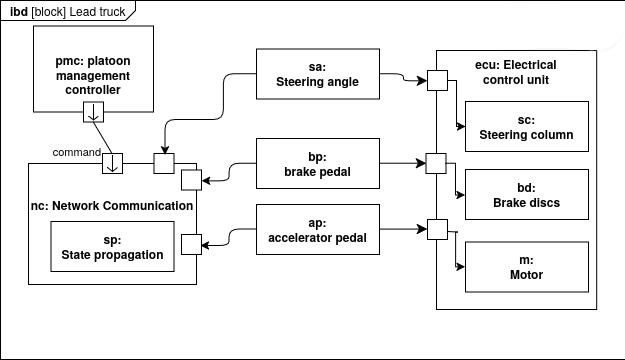 ibd [block] Lead truck
pmc: platoon
management
controller
command
nc: Network Communication
sp:
State propagation
sa:
Steering angle
bp:
brake pedal
ap:
accelerator pedal
ecu: Electrical
control unit
sc:
Steering column
bd:
Brake discs
m:
Motor